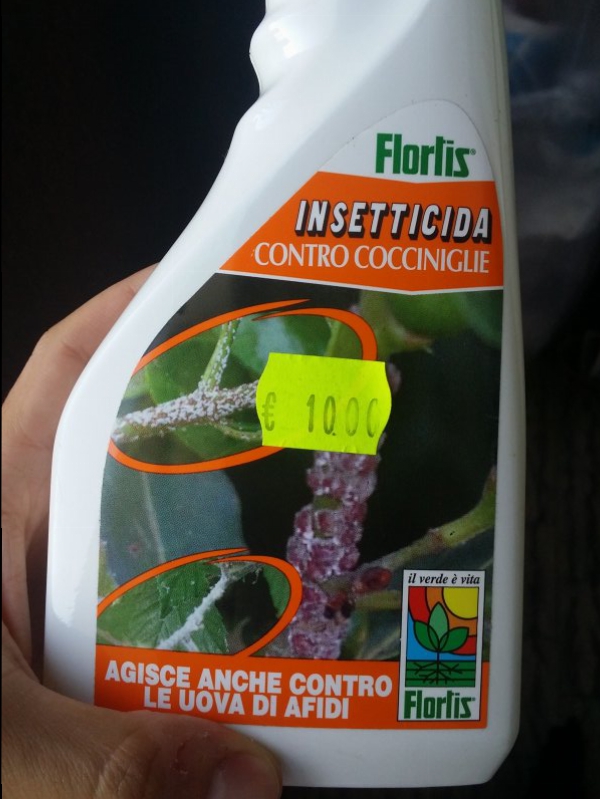 Flortis
INSETTICIDA
CONTRO COCCINIGLIE
€ 10.00
il verde è vita
Flortis
AGISCE ANCHE CONTRO
LE UOVA DI AFIDI